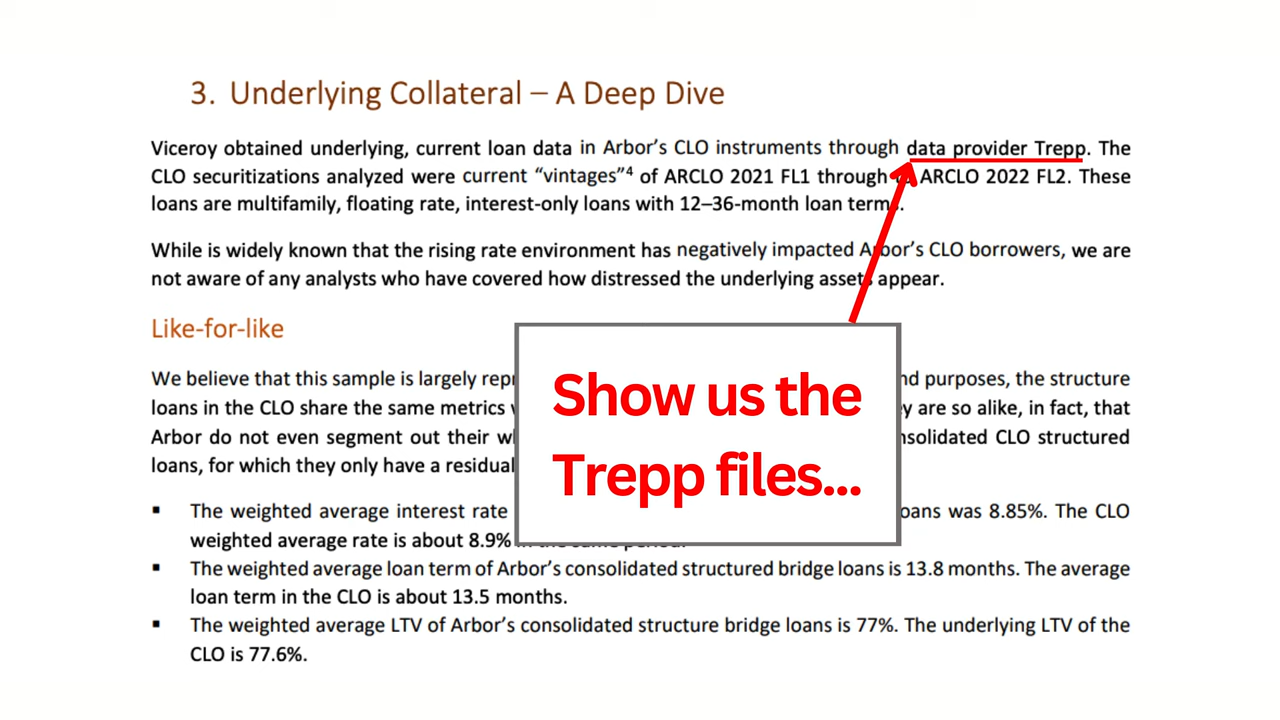 3. Underlying Collateral – A Deep Dive
Viceroy obtained underlying, current loan data in Arbor's CLO instruments through data provider Trepp. The
CLO securitizations analyzed were current “vintages”4 of ARCLO 2021 FL1 through to ARCLO 2022 FL2. These
loans are multifamily, floating rate, interest-only loans with 12–36-month loan terms.
While is widely known that the rising rate environment has negatively impacted Arbor's CLO borrowers, we are
not aware of any analysts who have covered how distressed the underlying assets appear.
Like-for-like
We believe that this sample is largely nd purposes, the structure
loans in the CLO share the same metrics are so alike, in fact, that
Arbor do not even segment out their CLO structured
loans, for which they only have a residual
Show us the
Trepp files...
▪ The weighted average interest rate was 8.85%. The CLO
weighted average rate is about 8.9% in the same period.
▪ The weighted average loan term of Arbor's consolidated structured bridge loans is 13.8 months. The average
loan term in the CLO is about 13.5 months.
▪ The weighted average LTV of Arbor's consolidated structure bridge loans is 77%. The underlying LTV of the
CLO is 77.6%.